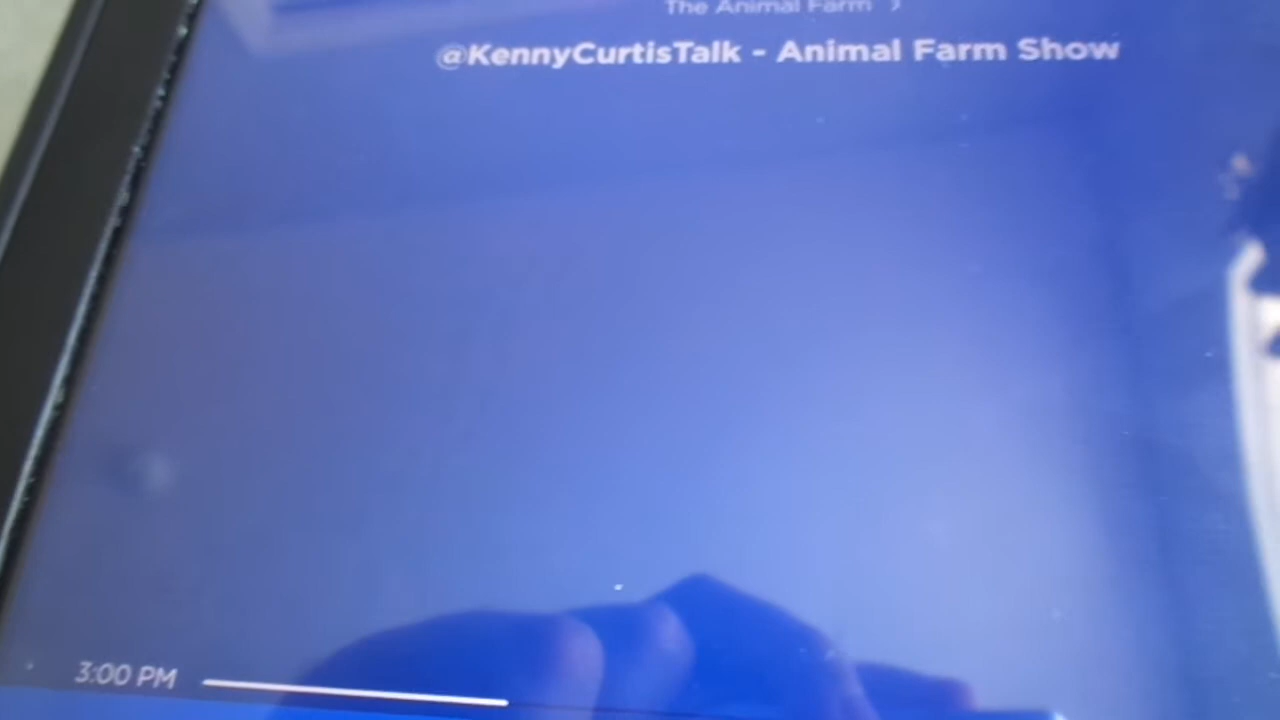 The Animal Farm ›
@KennyCurtisTalk - Animal Farm Show
3:00 PM